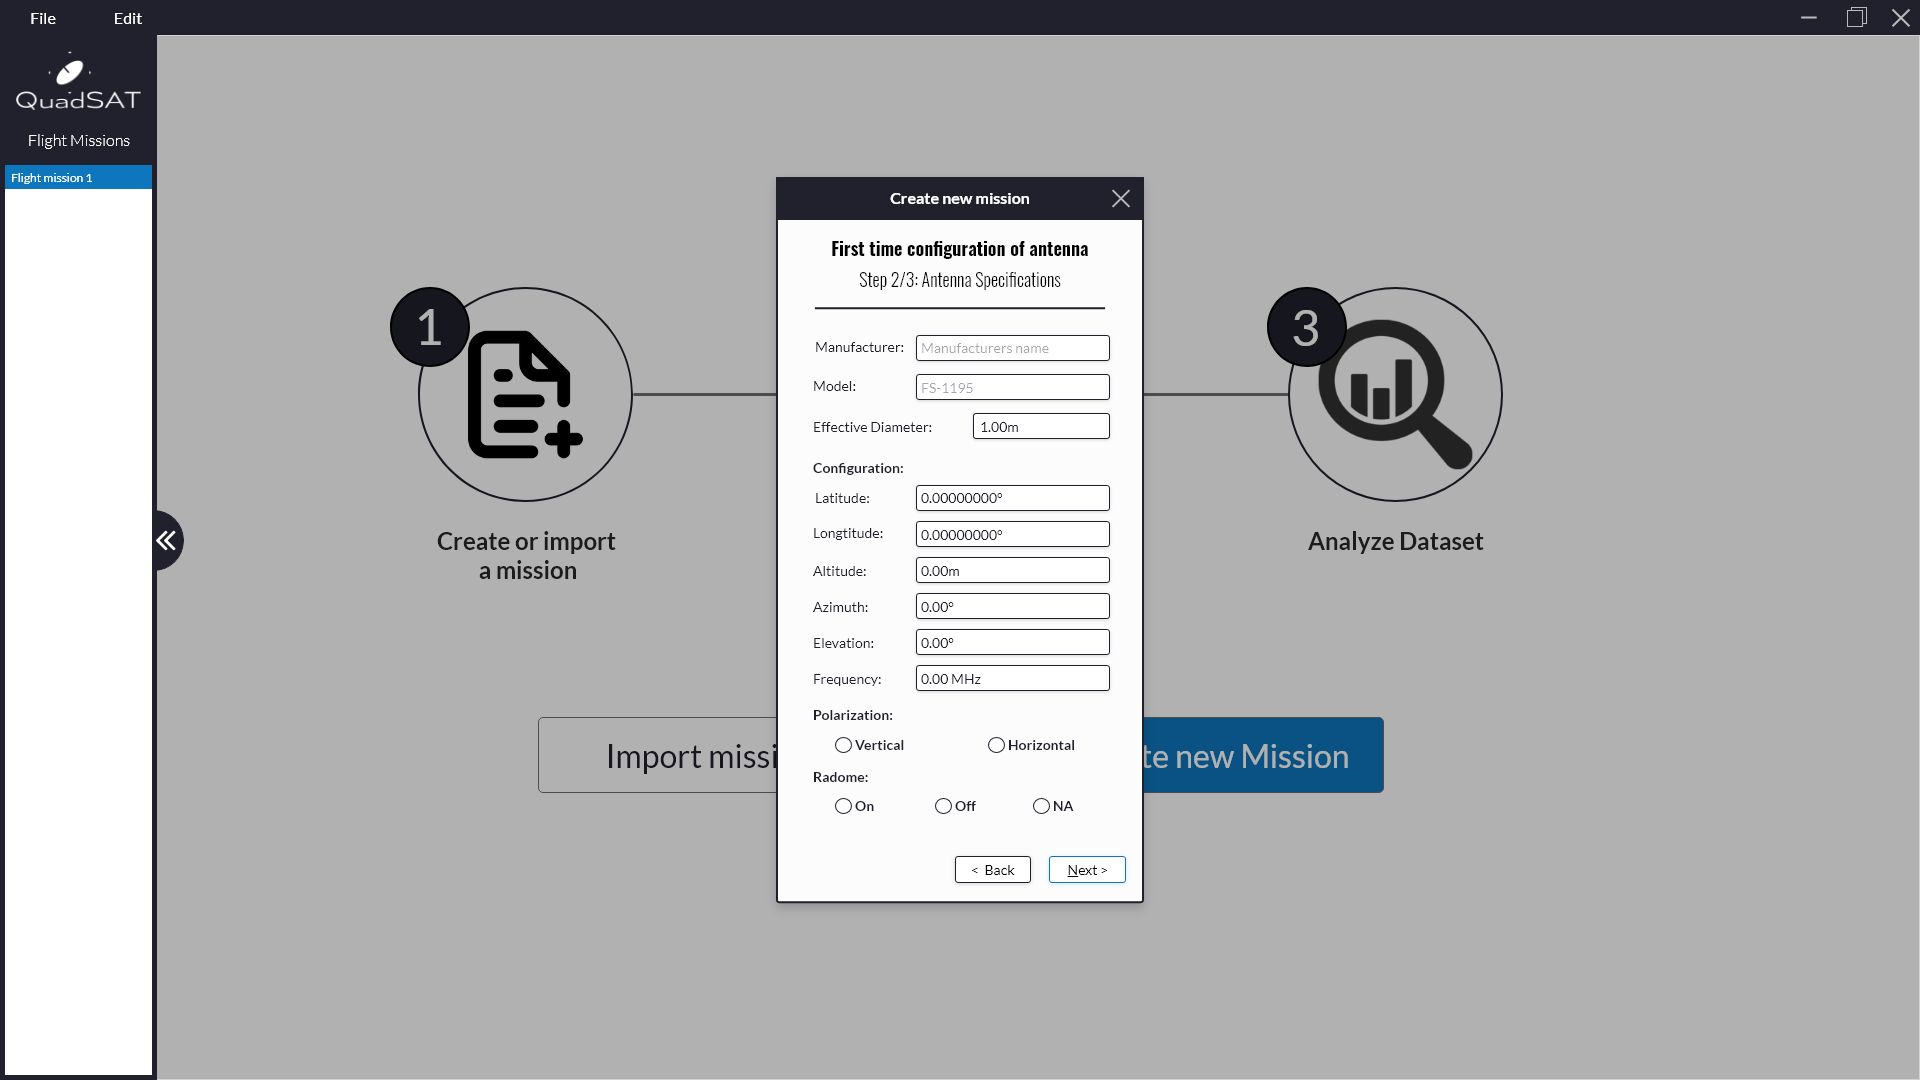 File Edit
QuadSAT
Flight Missions
Flight mission 1
1
Create or import
a mission
3
Analyze Dataset
Import missi
te new Mission
Create new mission
First time configuration of antenna
Step 2/3: Antenna Specifications
Manufacturer: Manufacturers name
Model: FS-1195
Effective Diameter: 1.00m
Configuration:
Latitude: 0.00000000°
Longtitude: 0.00000000°
Altitude: 0.00m
Azimuth: 0.00°
Elevation: 0.00°
Frequency: 0.00 MHz
Polarization:
Vertical Horizontal
Radome:
On Off NA
< Back Next >